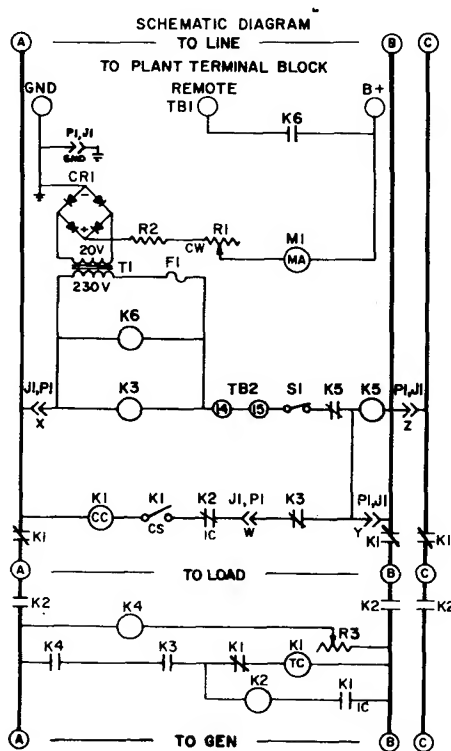 SCHEMATIC DIAGRAM
A TO LINE B C
TO PLANT TERMINAL BLOCK
GND REMOTE B+
TB1
K6
P1,J1
GND
CR1
-
+
R2 CW R1
M1
MA
20V
T1 F1
230V
K6
J1,P1 K3 TB2 S1 K5 K5 P1,J1
14 15
X Z
K1 K1 K2 J1,P1 K3 P1,J1
CC
CS 1C W Y
K1 K1 K1
A TO LOAD B C
K2 K4 K2 K2
R3
K4 K3 K1 K1
TC
K2 K1
1C
A TO GEN B C